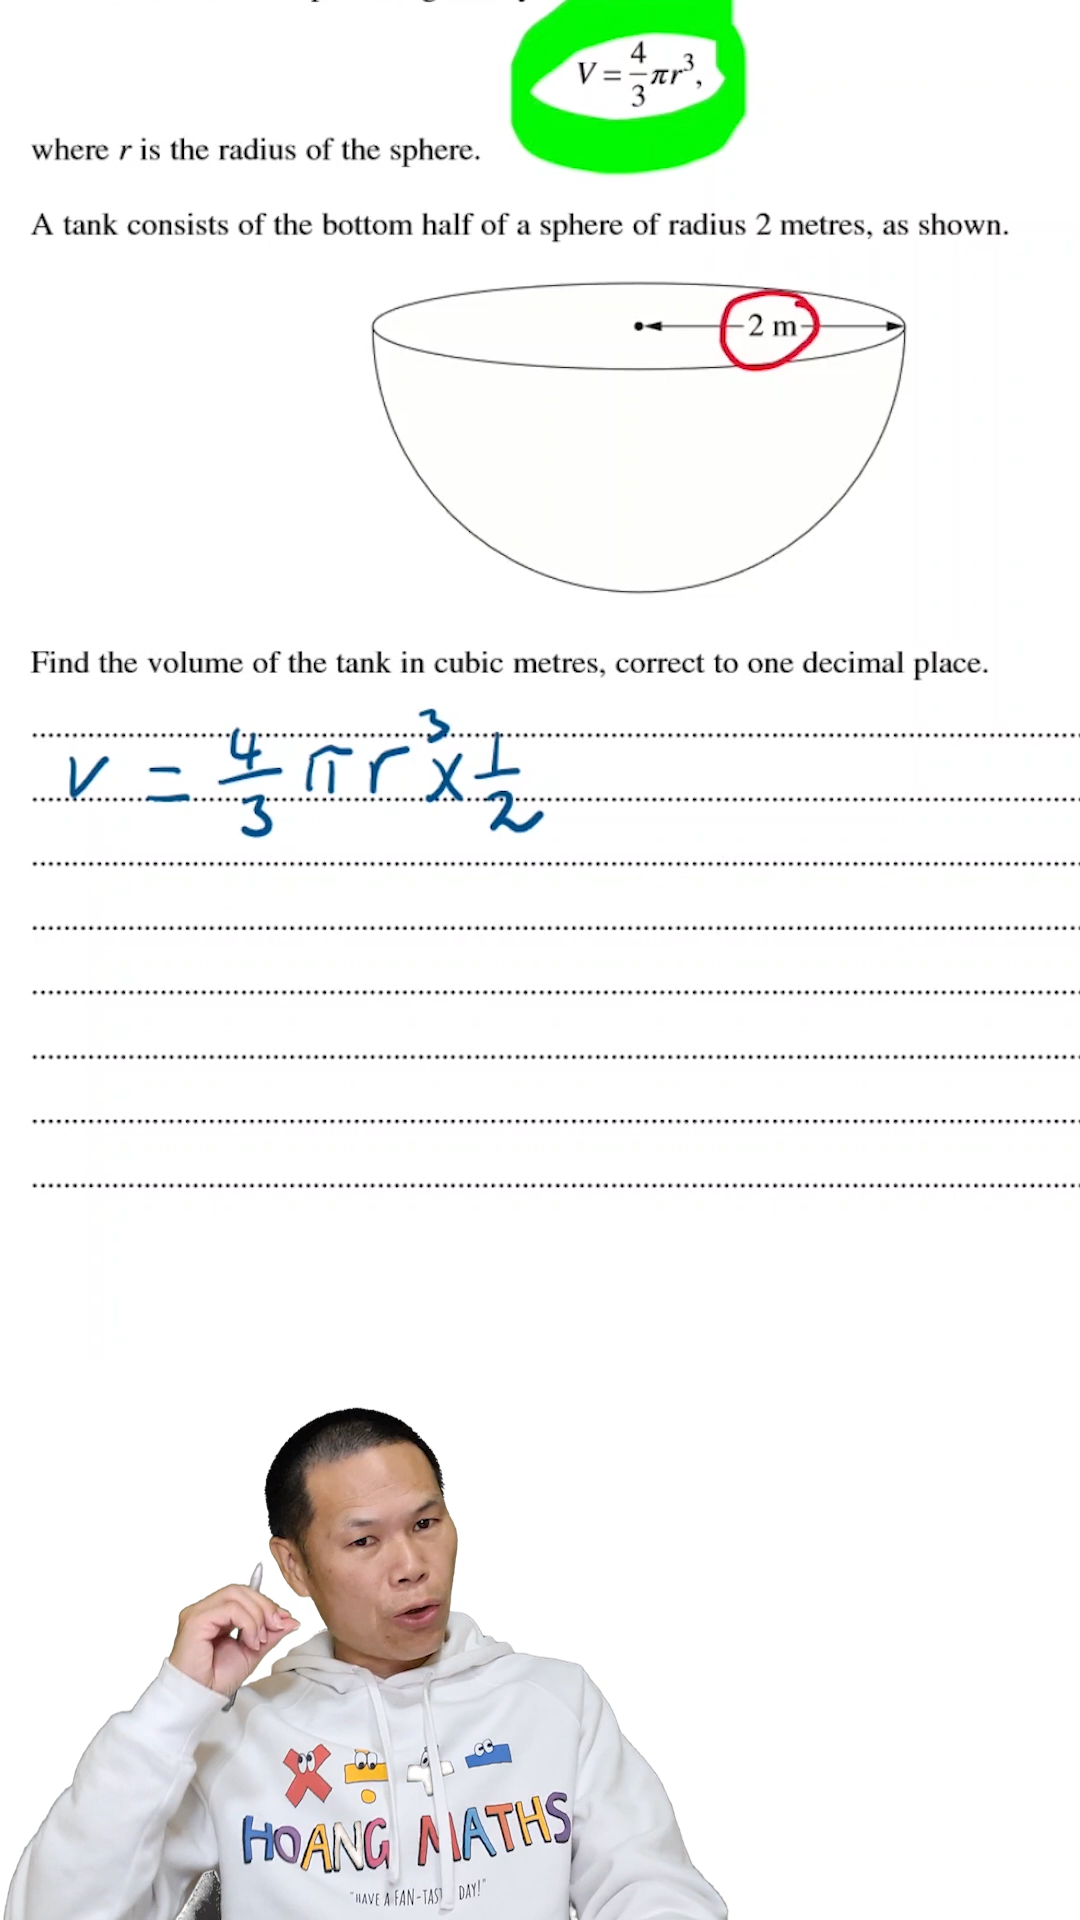 V = 4/3 πr³,
where r is the radius of the sphere.
A tank consists of the bottom half of a sphere of radius 2 metres, as shown.
2 m
Find the volume of the tank in cubic metres, correct to one decimal place.
V = 4/3 πr³ × 1/2
HOANG MATHS
"HAVE A FAN-TAST DAY!"